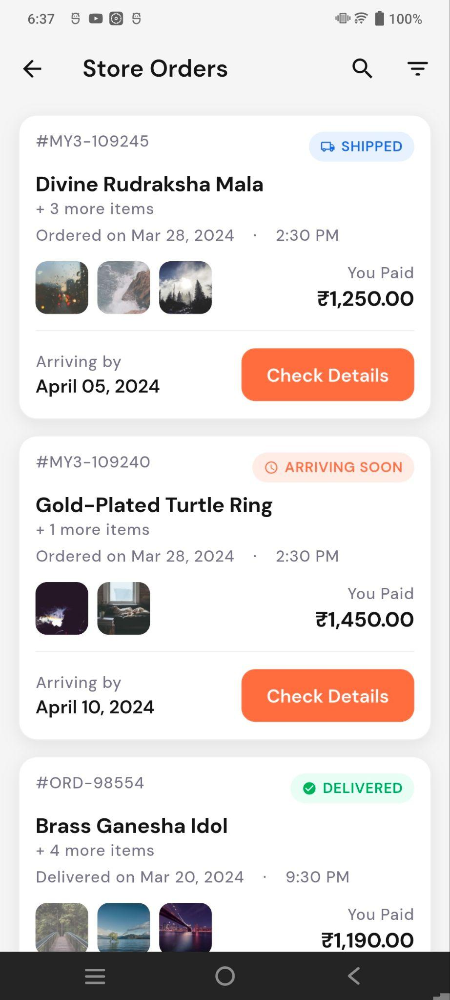 6:37
100%
Store Orders
#MY3-109245
SHIPPED
Divine Rudraksha Mala
+ 3 more items
Ordered on Mar 28, 2024 · 2:30 PM
You Paid
₹1,250.00
Arriving by
April 05, 2024
Check Details
#MY3-109240
ARRIVING SOON
Gold-Plated Turtle Ring
+ 1 more items
Ordered on Mar 28, 2024 · 2:30 PM
You Paid
₹1,450.00
Arriving by
April 10, 2024
Check Details
#ORD-98554
DELIVERED
Brass Ganesha Idol
+ 4 more items
Delivered on Mar 20, 2024 · 9:30 PM
You Paid
₹1,190.00